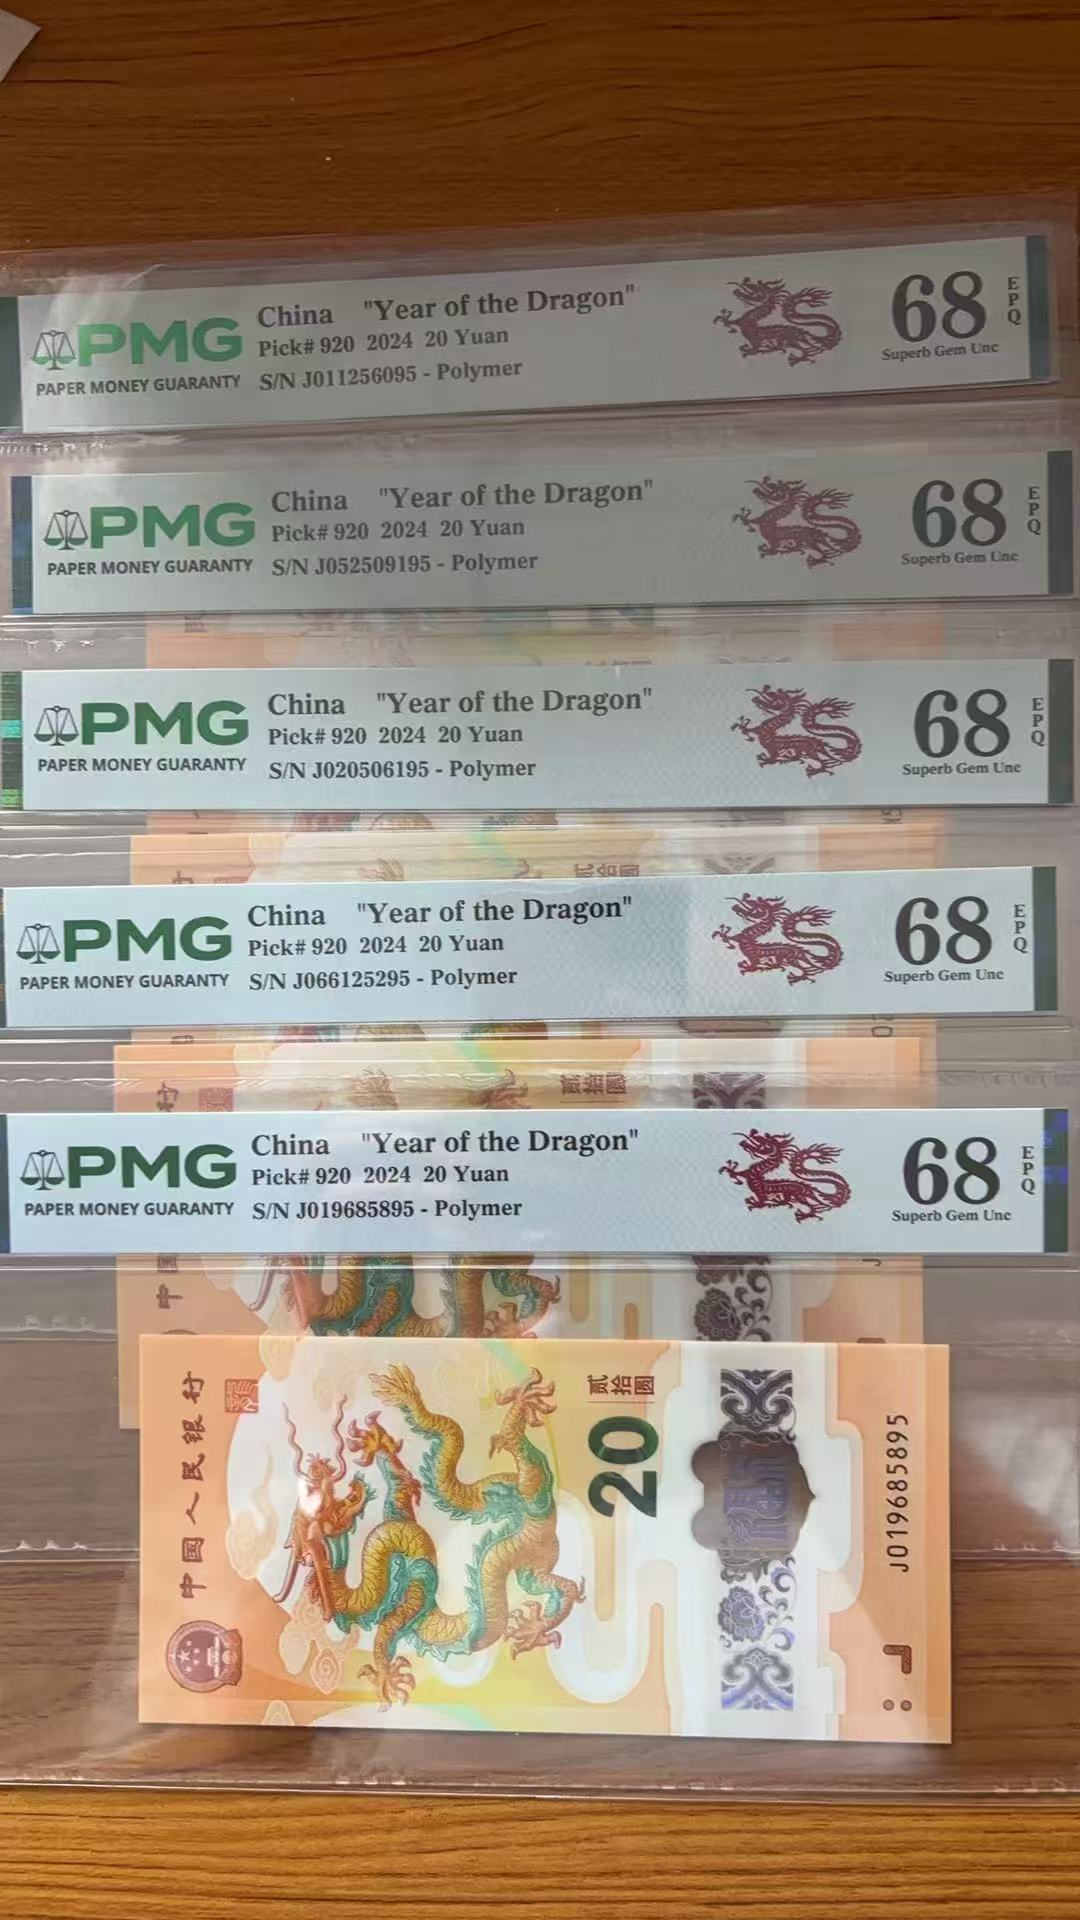 PMG
PAPER MONEY GUARANTY
China "Year of the Dragon"
Pick# 920 2024 20 Yuan
S/N J011256095 - Polymer
68
EPQ
Superb Gem Unc
PMG
PAPER MONEY GUARANTY
China "Year of the Dragon"
Pick# 920 2024 20 Yuan
S/N J052509195 - Polymer
68
EPQ
Superb Gem Unc
PMG
PAPER MONEY GUARANTY
China "Year of the Dragon"
Pick# 920 2024 20 Yuan
S/N J020506195 - Polymer
68
EPQ
Superb Gem Unc
贰拾圆
PMG
PAPER MONEY GUARANTY
China "Year of the Dragon"
Pick# 920 2024 20 Yuan
S/N J066125295 - Polymer
68
EPQ
Superb Gem Unc
贰拾圆
PMG
PAPER MONEY GUARANTY
China "Year of the Dragon"
Pick# 920 2024 20 Yuan
S/N J019685895 - Polymer
68
EPQ
Superb Gem Unc
中国人民银行
贰拾圆
20
J019685895